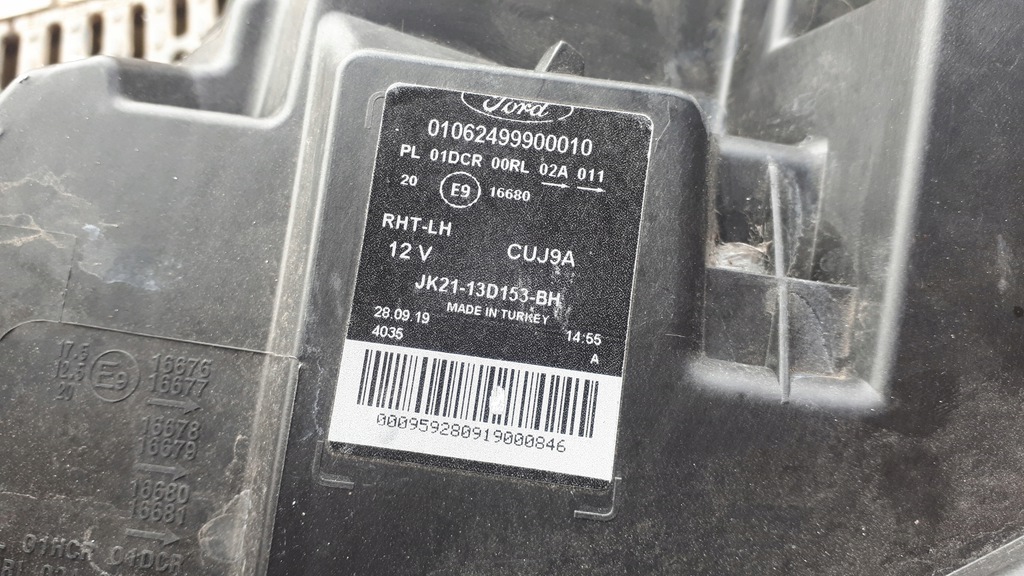 Ford
01062499900010
PL 01DCR 00RL 02A 011
20 E9 16680
RHT-LH
12 V CUJ9A
JK21-13D153-BH
MADE IN TURKEY
28.09.19 14:55
4035 A
00095928091900846
17.5 E9 16676
12.5 16677
20
16678
16679
16680
16681
01HCR 01DCR